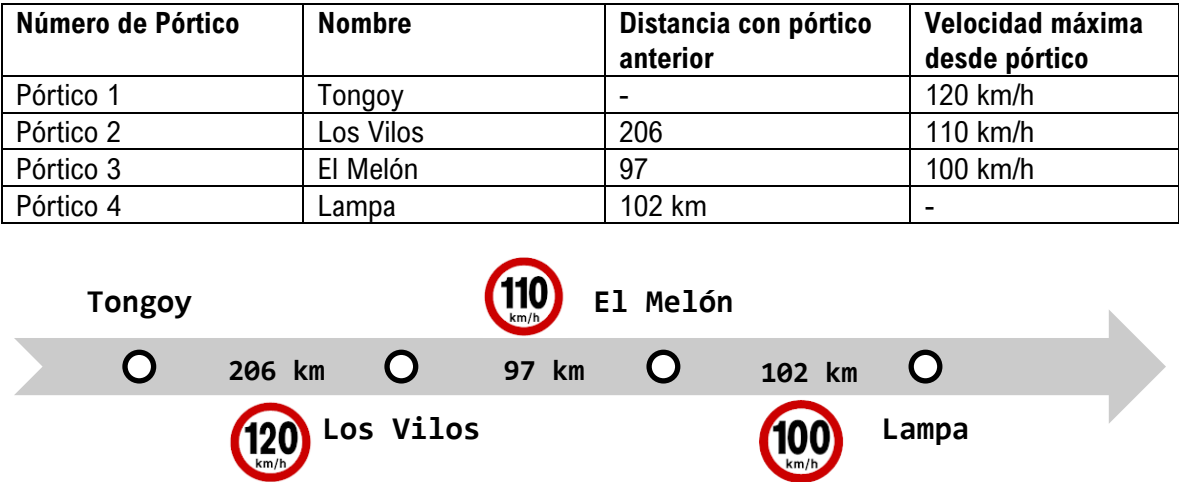 Número de Pórtico Nombre Distancia con pórtico anterior Velocidad máxima desde pórtico
Pórtico 1 Tongoy - 120 km/h
Pórtico 2 Los Vilos 206 110 km/h
Pórtico 3 El Melón 97 100 km/h
Pórtico 4 Lampa 102 km -
Tongoy 110 km/h El Melón
206 km 97 km 102 km
120 km/h Los Vilos 100 km/h Lampa